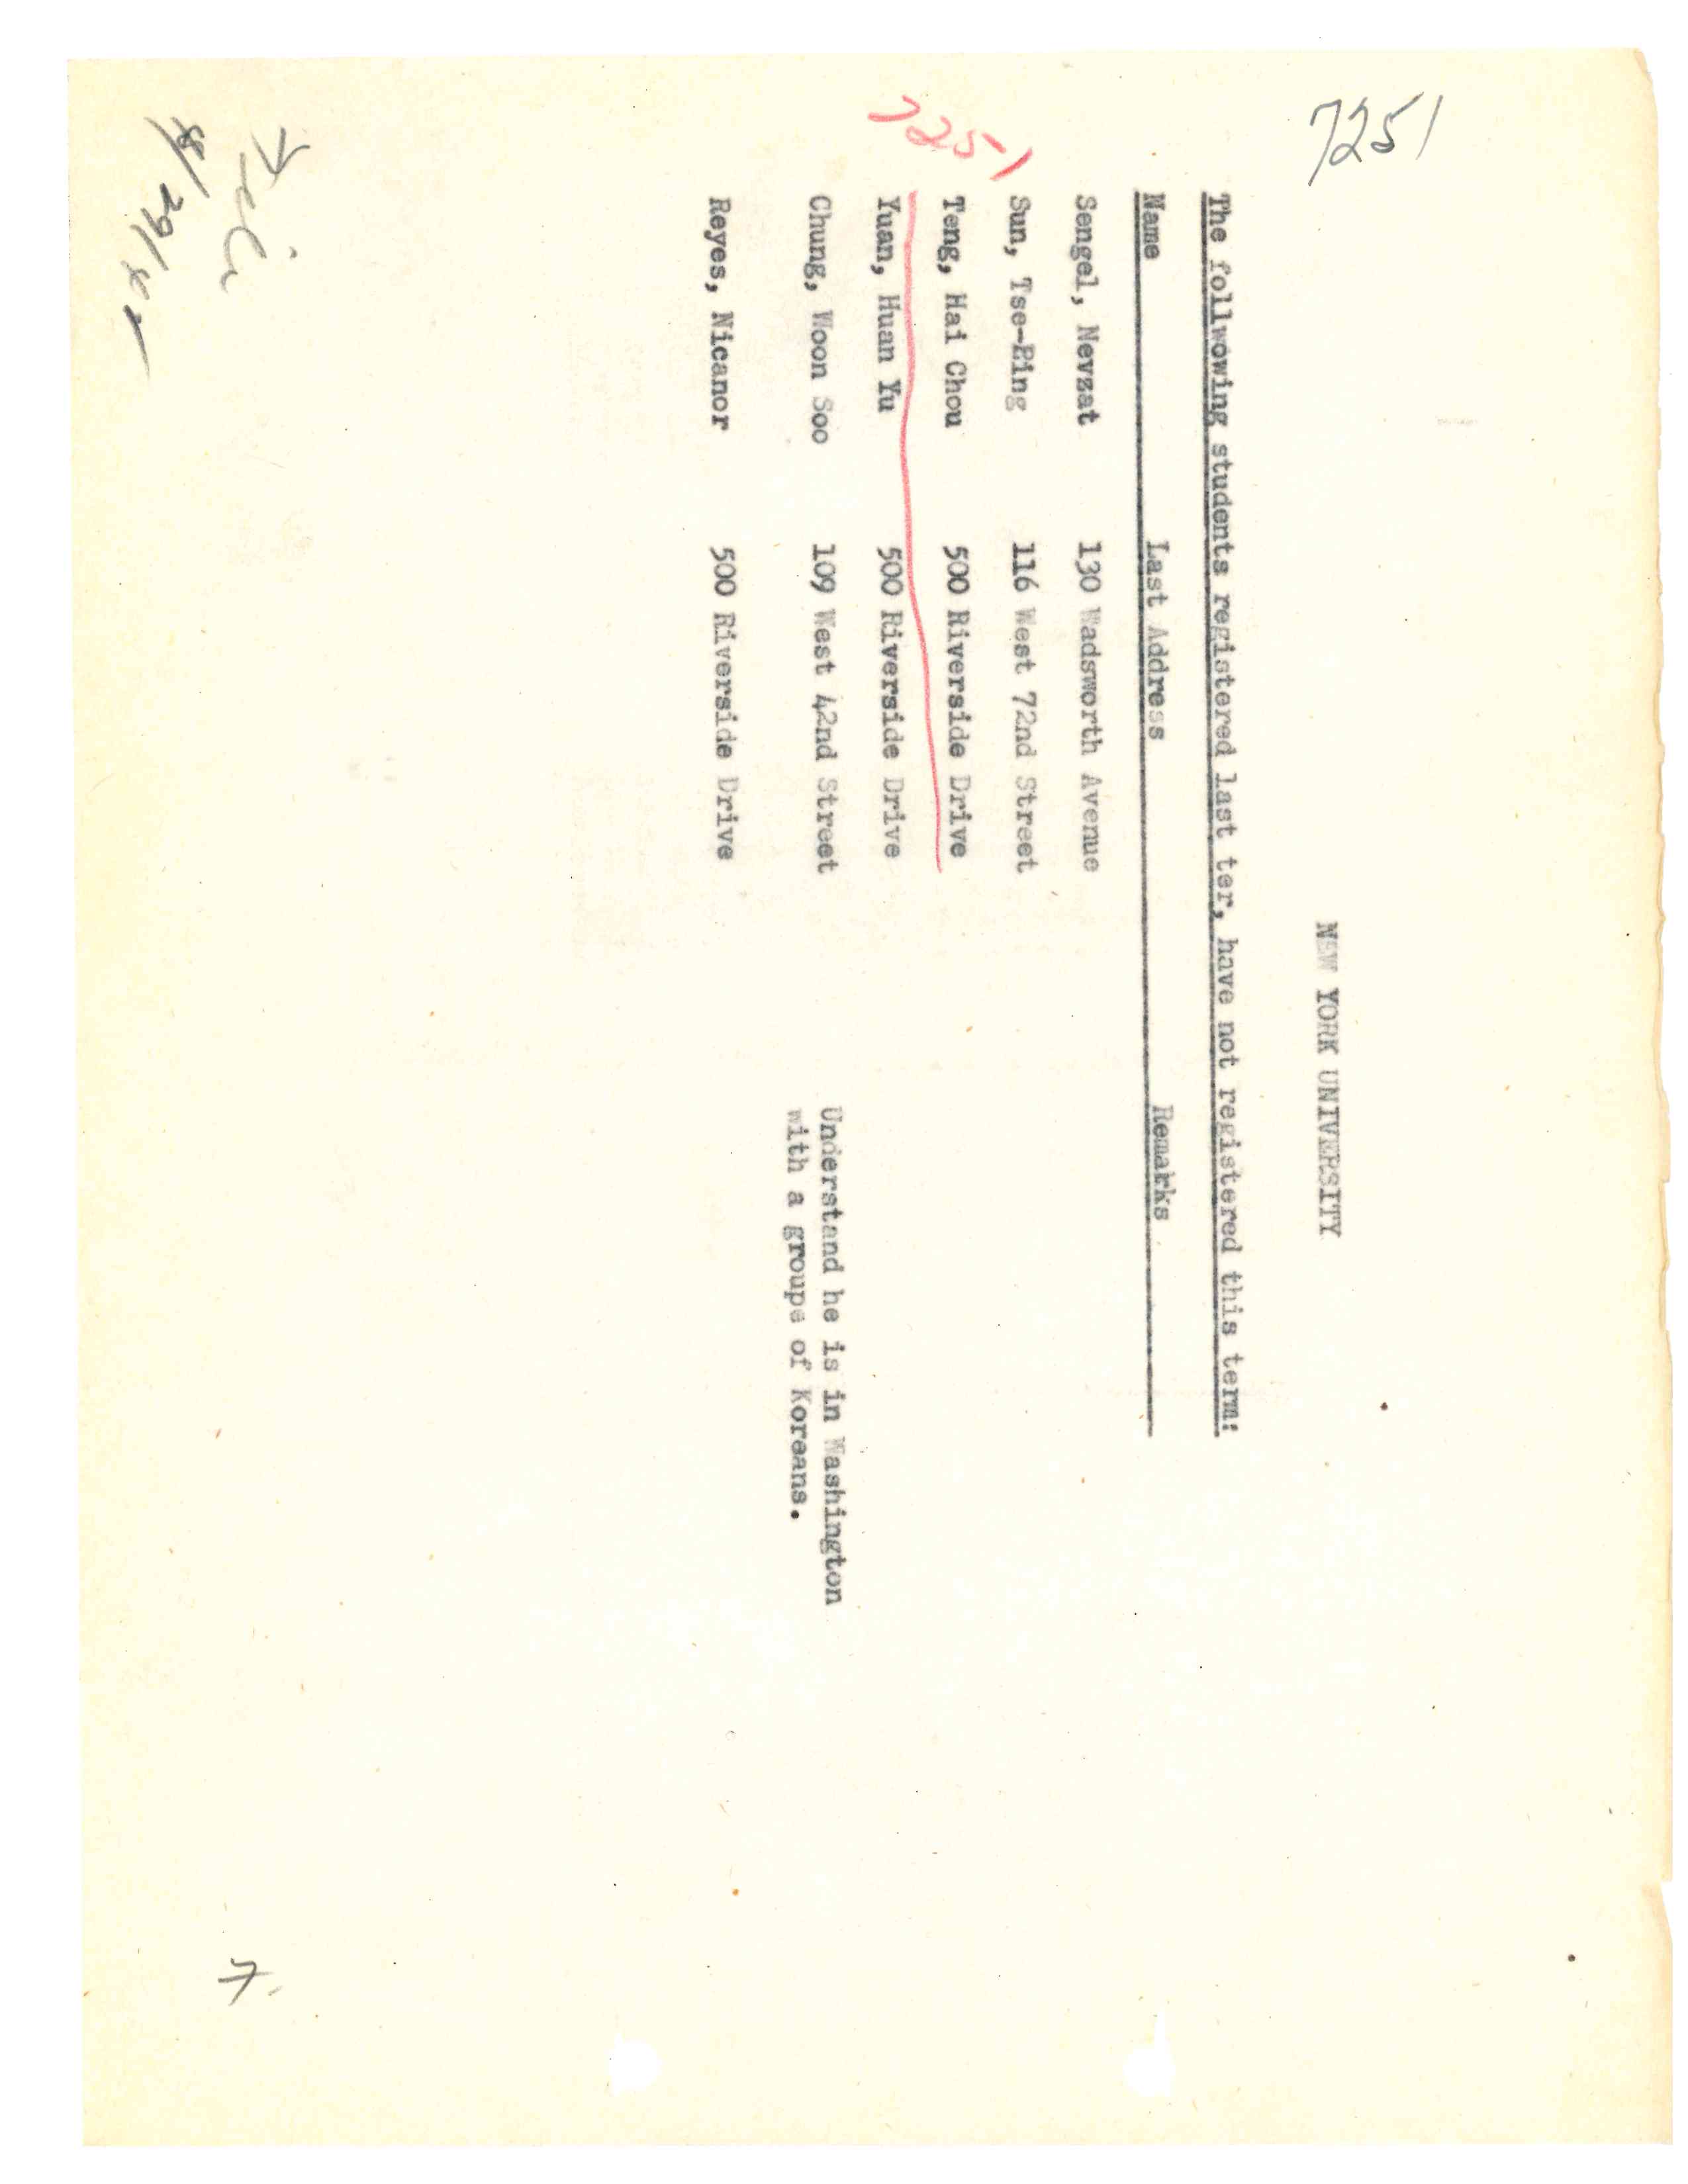 7251
NEW YORK UNIVERSITY
The follwowing students registered last ter, have not registered this term:
Name Last Address Remarks
Sengel, Nevzat 130 Wadsworth Avenue
Sun, Tse-Ping 116 West 72nd Street
7251
Teng, Hai Chou 500 Riverside Drive
Yuan, Huan Yu 500 Riverside Drive
Chung, Woon Soo 109 West 42nd Street Understand he is in Washington
with a groups of Koreans.
Reyes, Nicanor 500 Riverside Drive
File
4/29/42